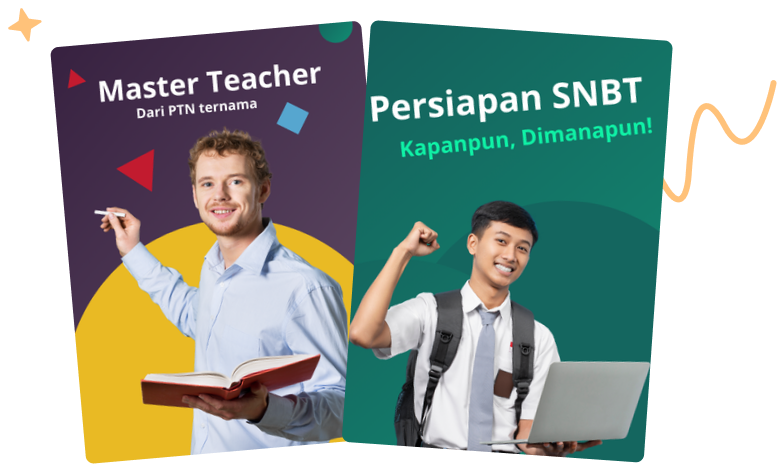 Master Teacher
Dari PTN ternama
Persiapan SNBT
Kapanpun, Dimanapun!